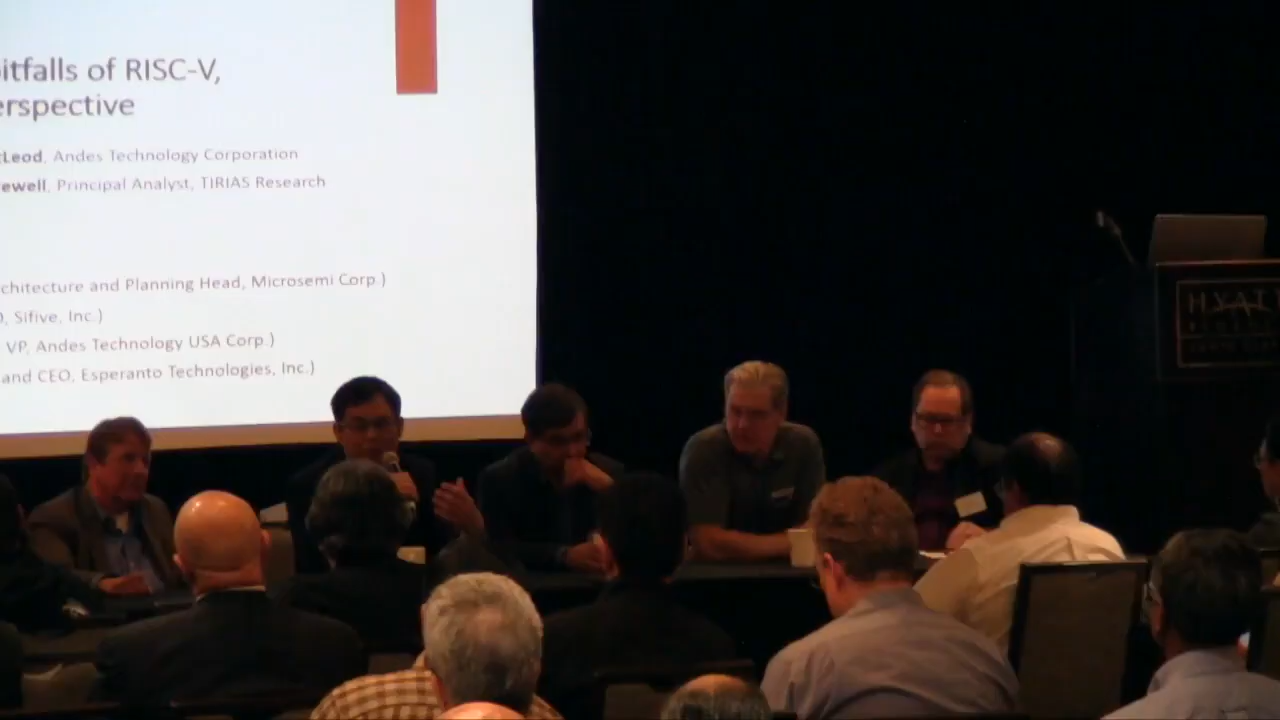 itfalls of RISC-V,
erspective
Leod, Andes Technology Corporation
ewell, Principal Analyst, TIRIAS Research
chitecture and Planning Head, Microsemi Corp.)
, Sifive, Inc.)
VP, Andes Technology USA Corp.)
and CEO, Esperanto Technologies, Inc.)
HYAT